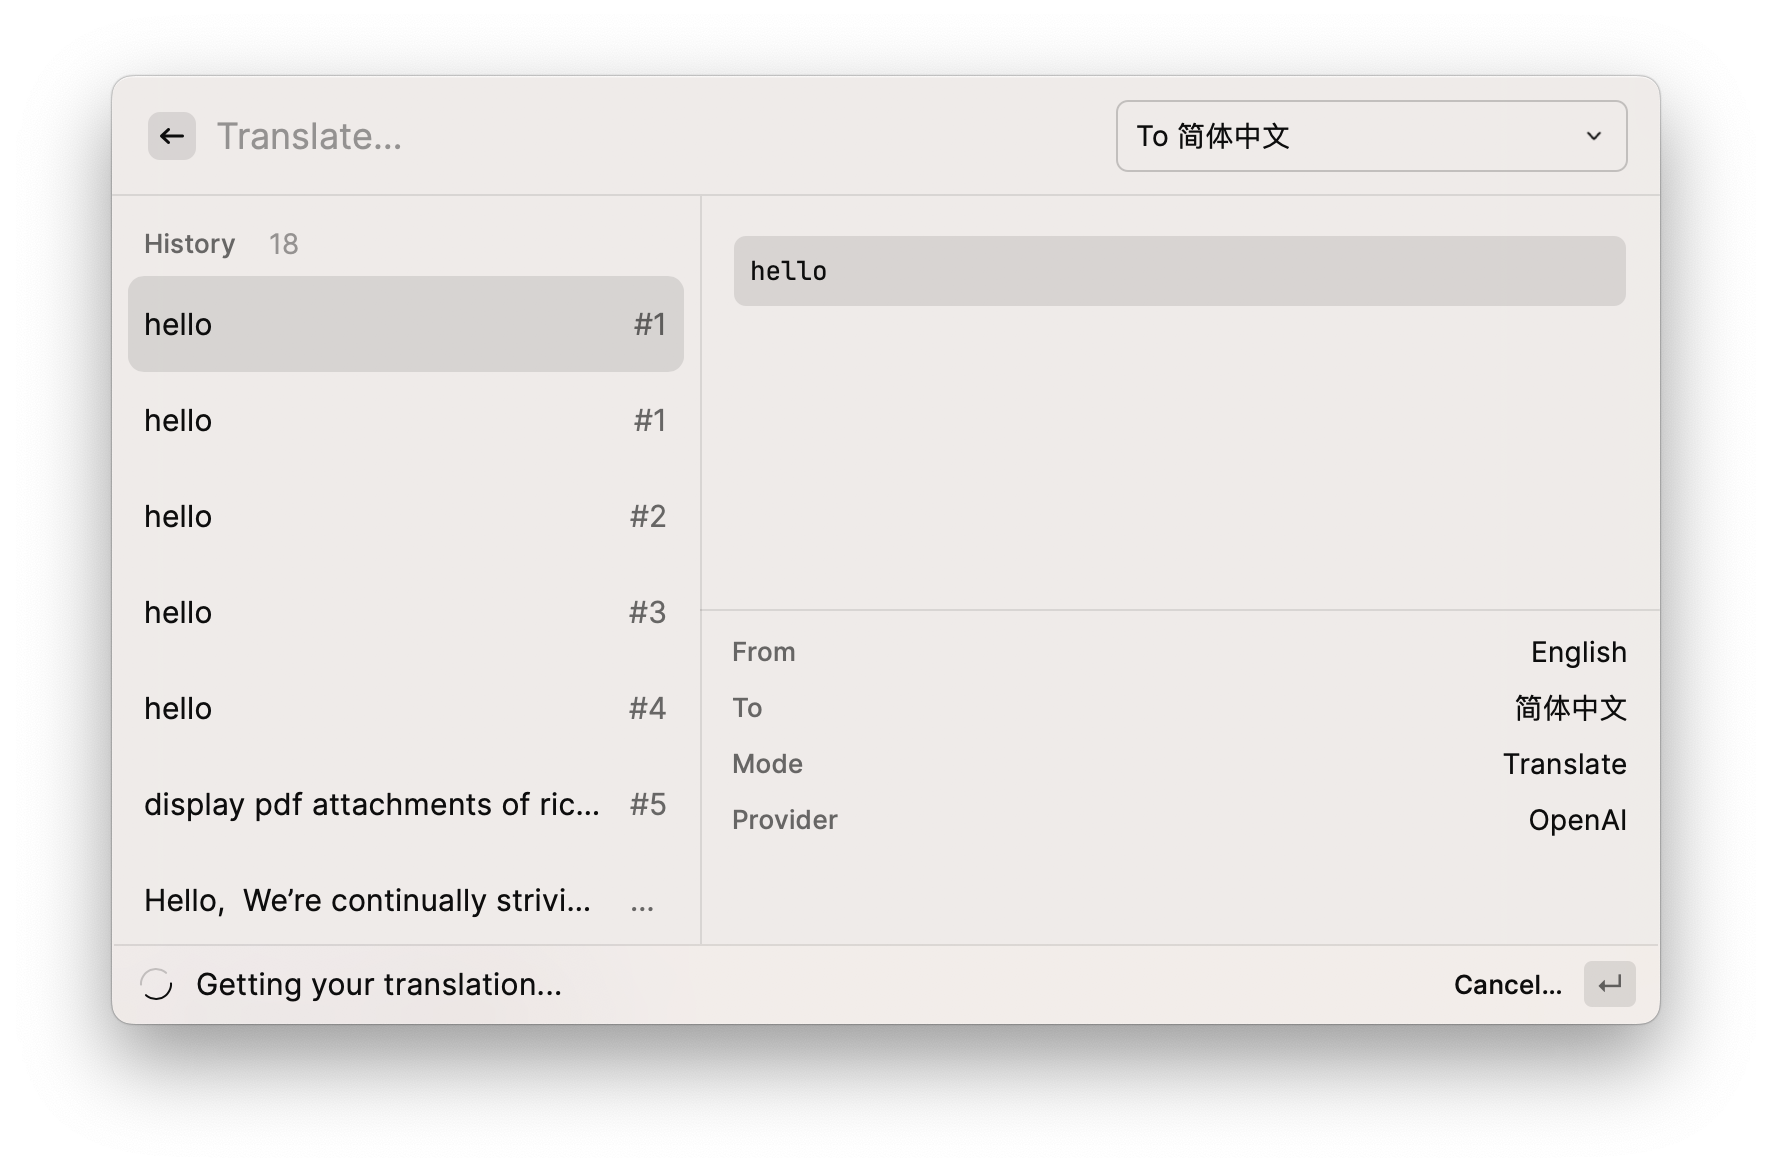 Translate...
To 简体中文
History 18
hello #1
hello #1
hello #2
hello #3
hello #4
display pdf attachments of ric... #5
Hello,  We’re continually strivi... ...
hello
From English
To 简体中文
Mode Translate
Provider OpenAI
Getting your translation...
Cancel...